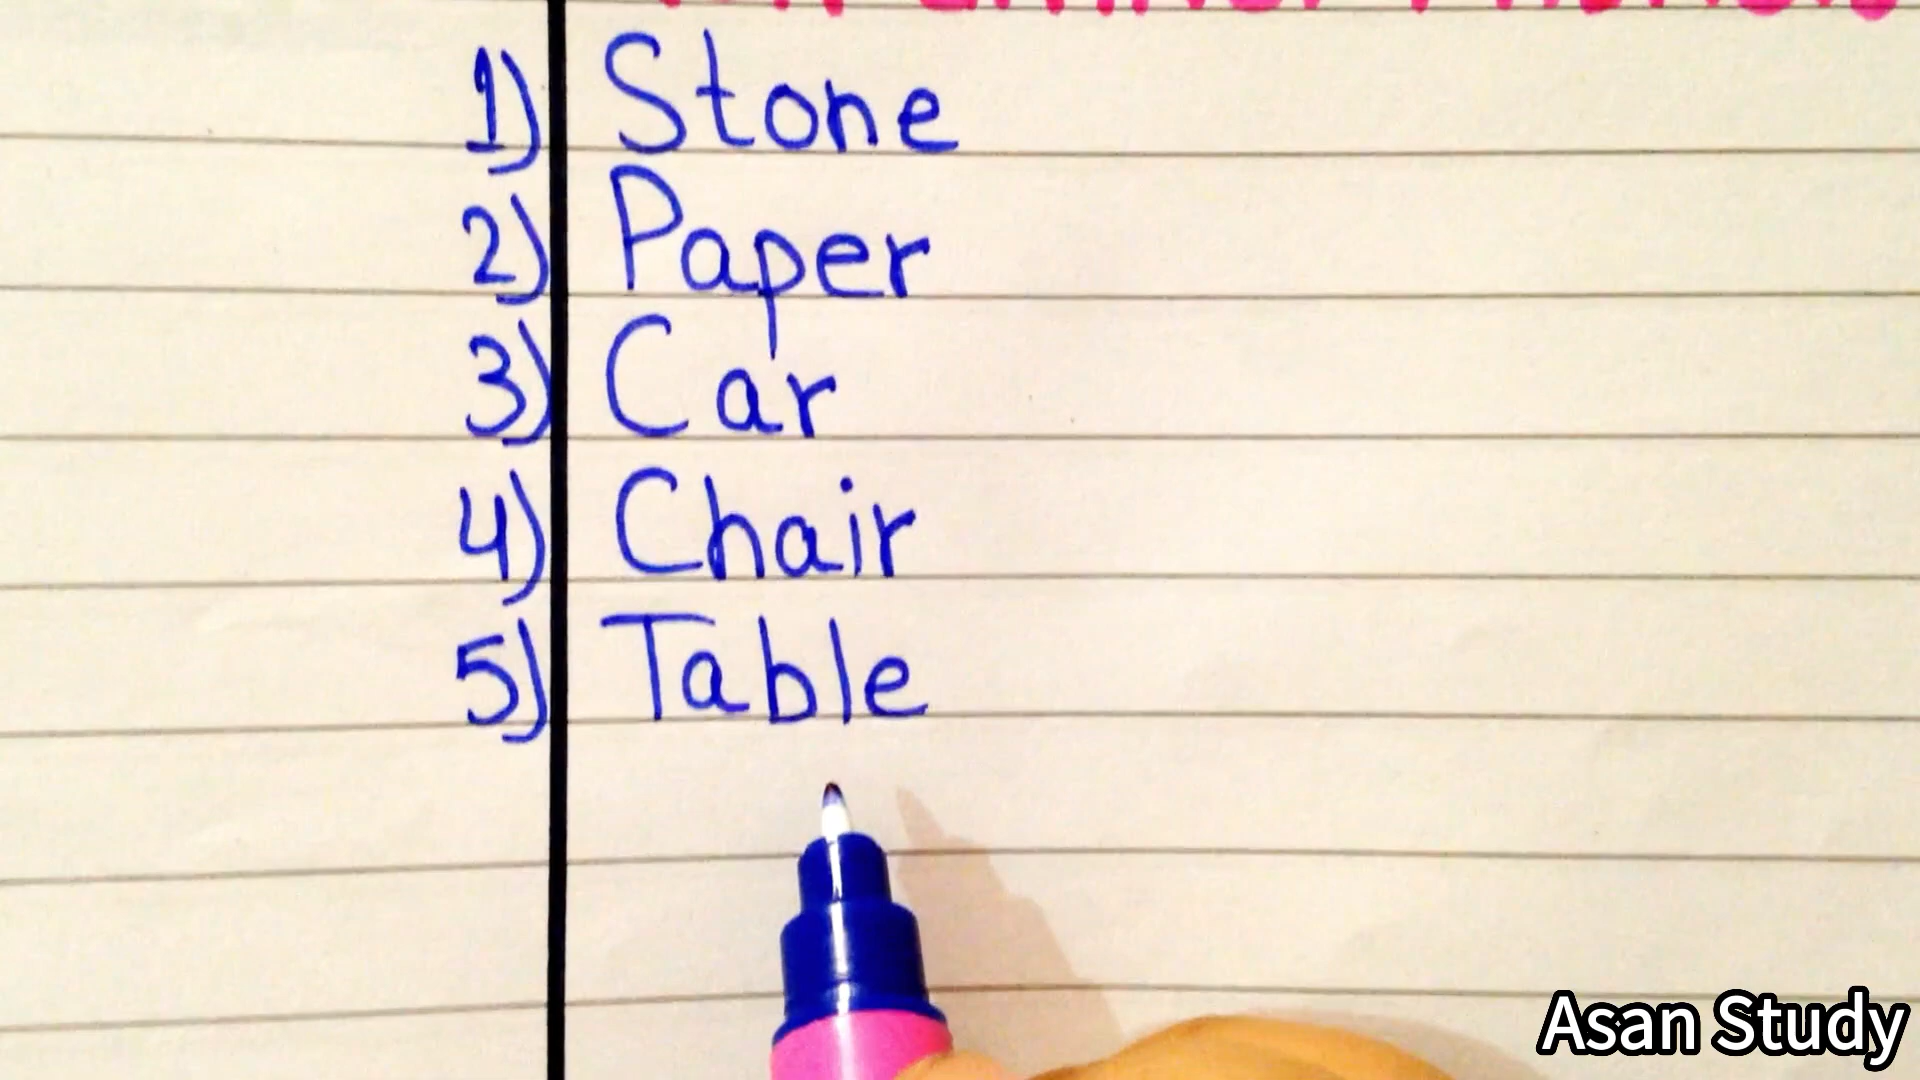 1) Stone
2) Paper
3) Car
4) Chair
5) Table
Asan Study